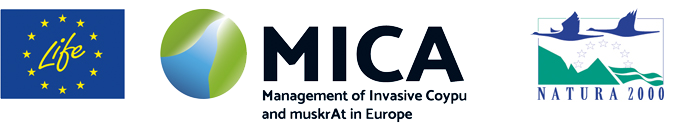 Life
MICA
Management of Invasive Coypu
and muskrAt in Europe
NATURA 2000